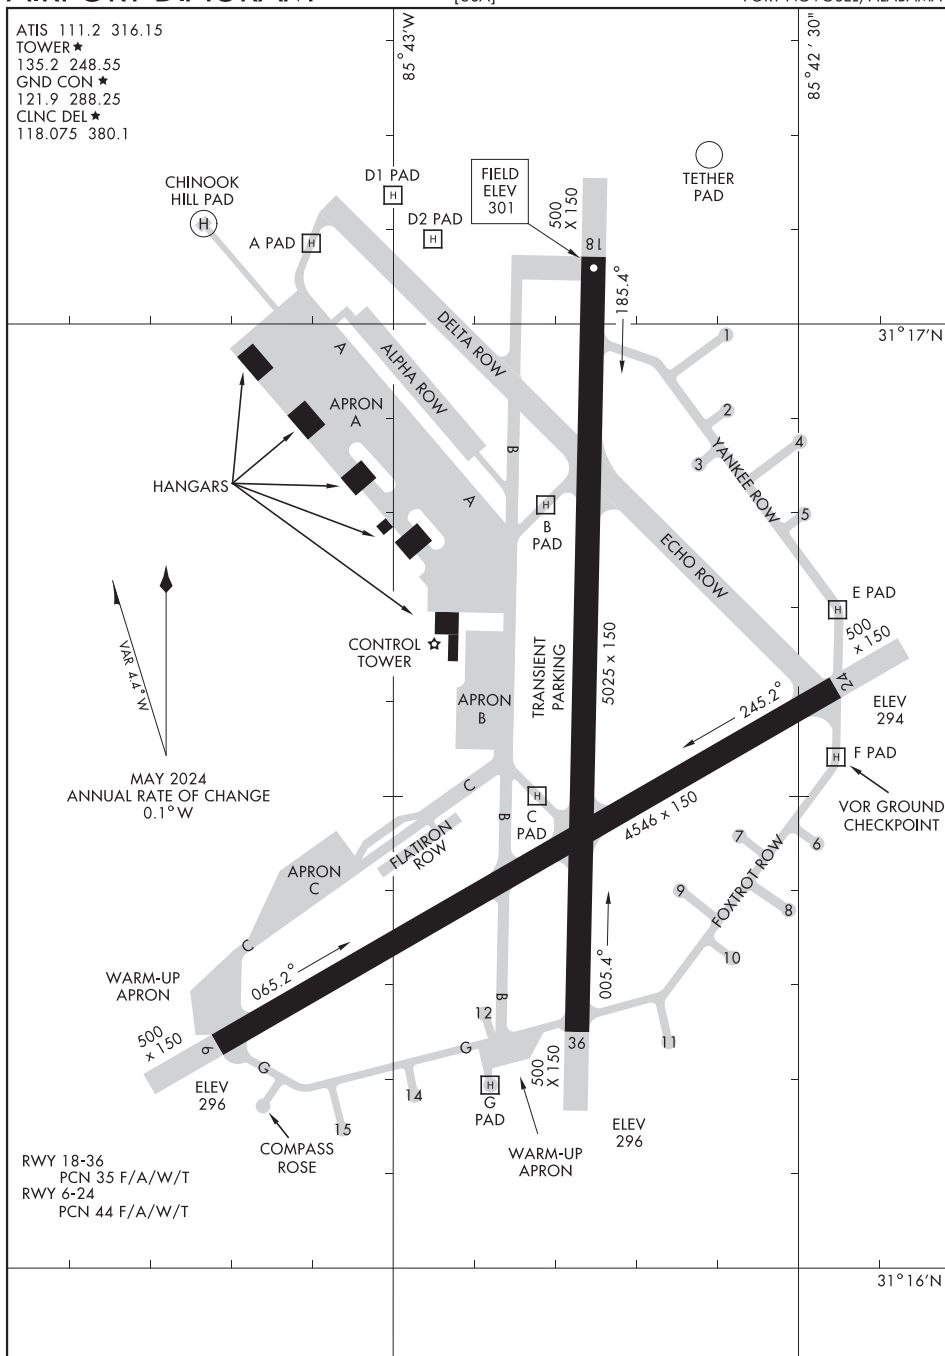 ATIS 111.2 316.15
TOWER★
135.2 248.55
GND CON ★
121.9 288.25
CLNC DEL★
118.075 380.1
85°43'W
85°42'30"
CHINOOK
HILL PAD
H
A PAD
H
D1 PAD
H
D2 PAD
H
FIELD
ELEV
301
500
X 150
TETHER
PAD
18
185.4°
31°17'N
DELTA ROW
ALPHA ROW
A
APRON
A
A
HANGARS
B
H
B
PAD
1
2
3
4
5
YANKEE ROW
ECHO ROW
E PAD
H
500
x 150
24
ELEV
294
CONTROL
TOWER
TRANSIENT
PARKING
5025 x 150
APRON
B
245.2°
VAR 4.4°W
MAY 2024
ANNUAL RATE OF CHANGE
0.1°W
F PAD
H
VOR GROUND
CHECKPOINT
C
B
H
C
PAD
4546 x 150
FLATIRON
ROW
APRON
C
7
6
FOXTROT ROW
9
8
10
C
WARM-UP
APRON
065.2°
005.4°
B
12
11
500
x 150
6
G
G
36
500
X 150
H
G
PAD
ELEV
296
14
15
COMPASS
ROSE
WARM-UP
APRON
ELEV
296
RWY 18-36
PCN 35 F/A/W/T
RWY 6-24
PCN 44 F/A/W/T
31°16'N